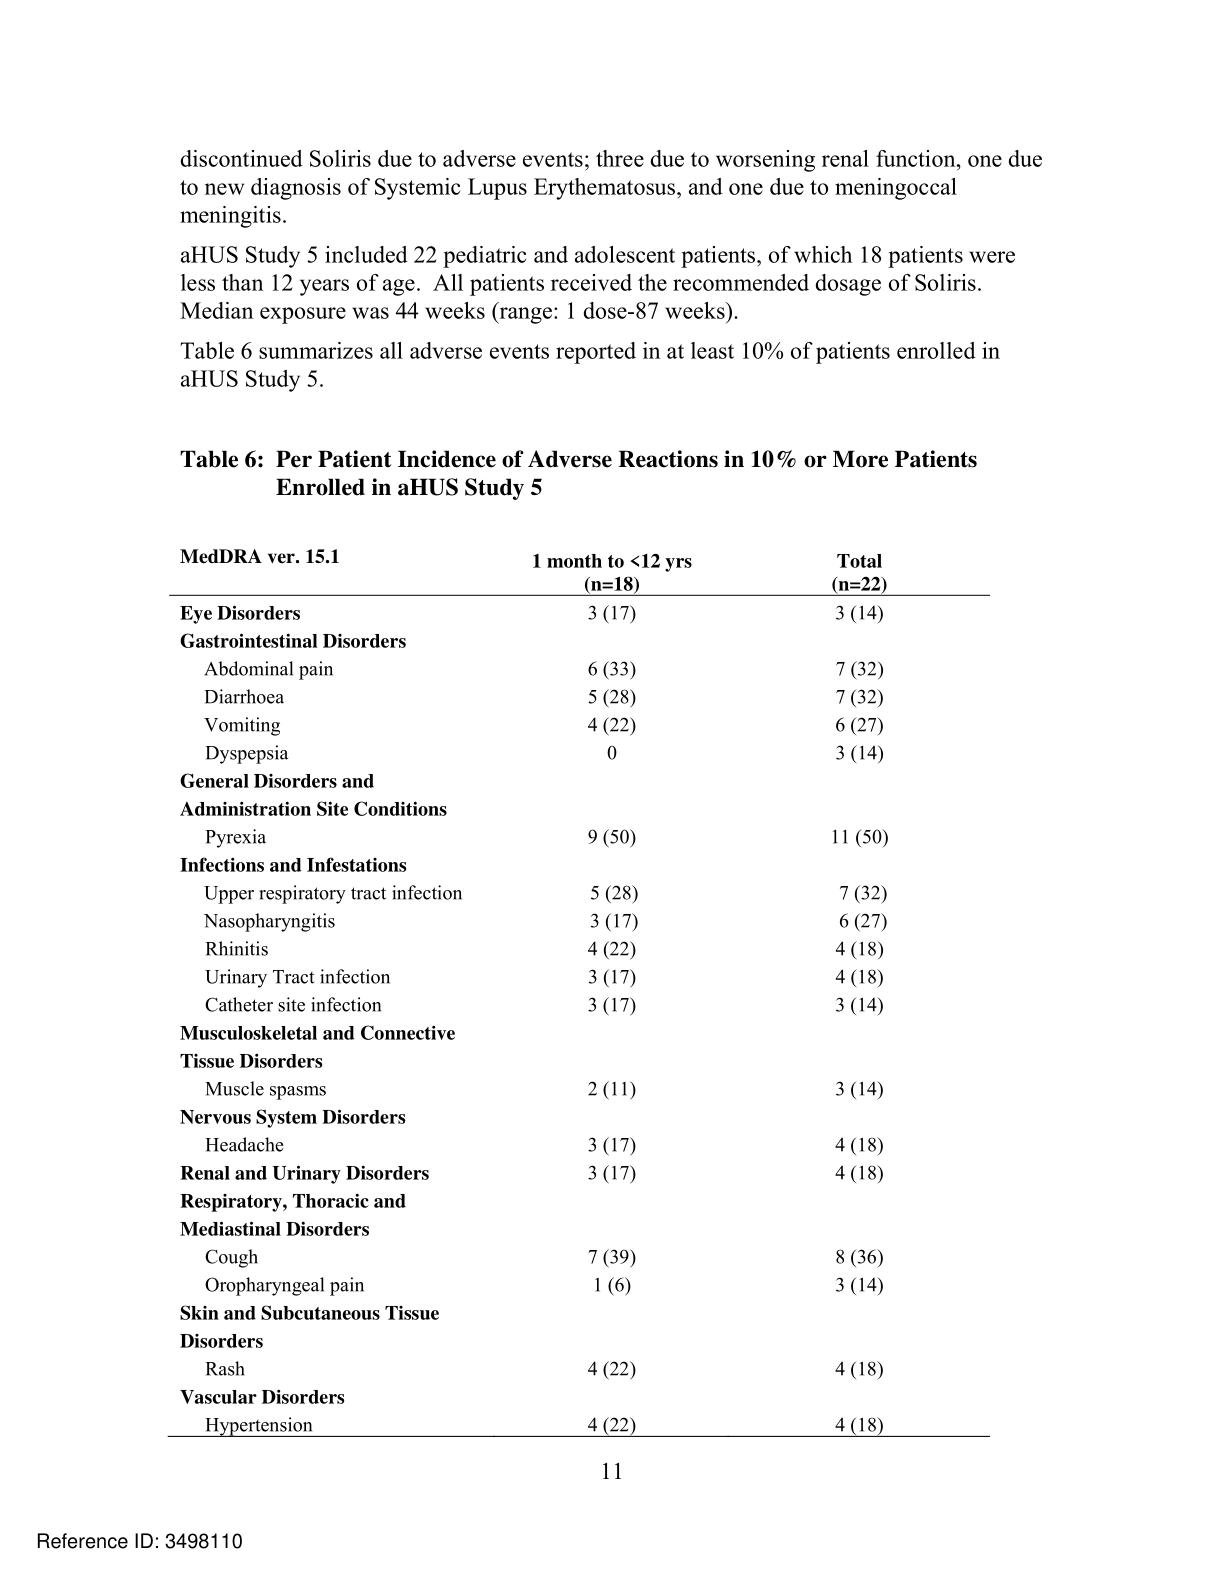 discontinued Soliris due to adverse events; three due to worsening renal function, one due
to new diagnosis of Systemic Lupus Erythematosus, and one due to meningoccal
meningitis.
aHUS Study 5 included 22 pediatric and adolescent patients, of which 18 patients were
less than 12 years of age.  All patients received the recommended dosage of Soliris.
Median exposure was 44 weeks (range: 1 dose-87 weeks).
Table 6 summarizes all adverse events reported in at least 10% of patients enrolled in
aHUS Study 5.
Table 6:  Per Patient Incidence of Adverse Reactions in 10% or More Patients
Enrolled in aHUS Study 5
MedDRA ver. 15.1 1 month to <12 yrs Total
(n=18) (n=22)
Eye Disorders 3 (17) 3 (14)
Gastrointestinal Disorders
Abdominal pain 6 (33) 7 (32)
Diarrhoea 5 (28) 7 (32)
Vomiting 4 (22) 6 (27)
Dyspepsia 0 3 (14)
General Disorders and
Administration Site Conditions
Pyrexia 9 (50) 11 (50)
Infections and Infestations
Upper respiratory tract infection 5 (28) 7 (32)
Nasopharyngitis 3 (17) 6 (27)
Rhinitis 4 (22) 4 (18)
Urinary Tract infection 3 (17) 4 (18)
Catheter site infection 3 (17) 3 (14)
Musculoskeletal and Connective
Tissue Disorders
Muscle spasms 2 (11) 3 (14)
Nervous System Disorders
Headache 3 (17) 4 (18)
Renal and Urinary Disorders 3 (17) 4 (18)
Respiratory, Thoracic and
Mediastinal Disorders
Cough 7 (39) 8 (36)
Oropharyngeal pain 1 (6) 3 (14)
Skin and Subcutaneous Tissue
Disorders
Rash 4 (22) 4 (18)
Vascular Disorders
Hypertension 4 (22) 4 (18)
11
Reference ID: 3498110